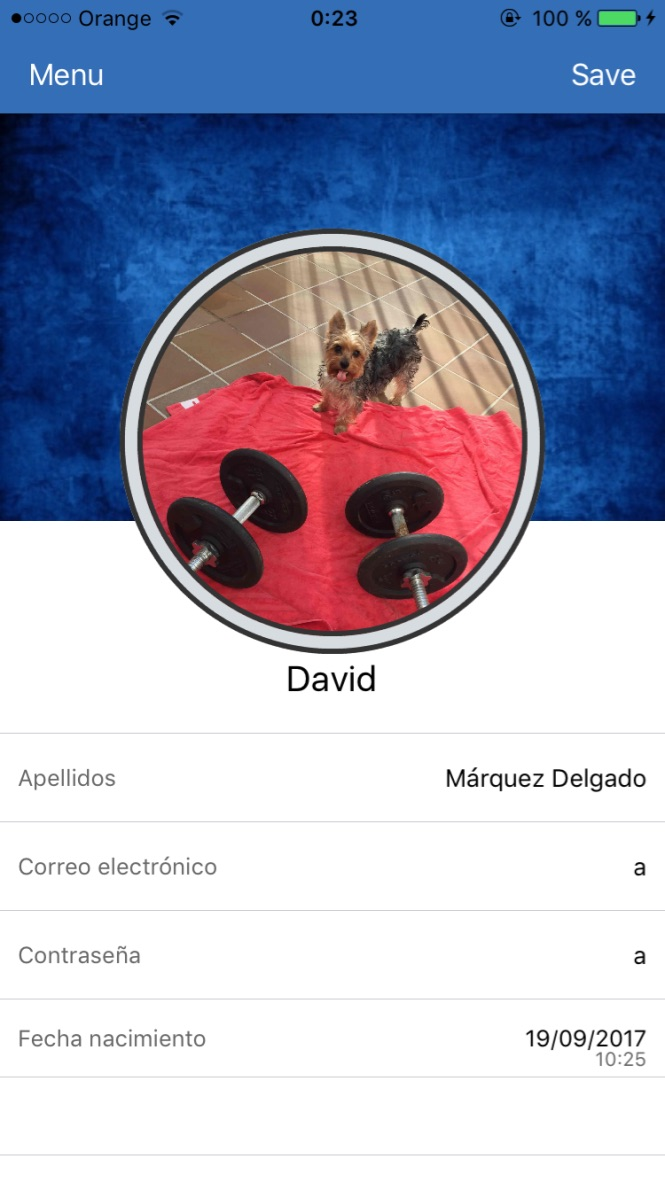 Orange 0:23 100 %
Menu Save
David
Apellidos Márquez Delgado
Correo electrónico a
Contraseña a
Fecha nacimiento 19/09/2017
10:25